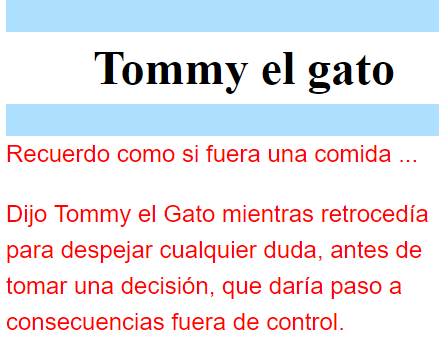 Tommy el gato
Recuerdo como si fuera una comida ...
Dijo Tommy el Gato mientras retrocedía
para despejar cualquier duda, antes de
tomar una decisión, que daría paso a
consecuencias fuera de control.